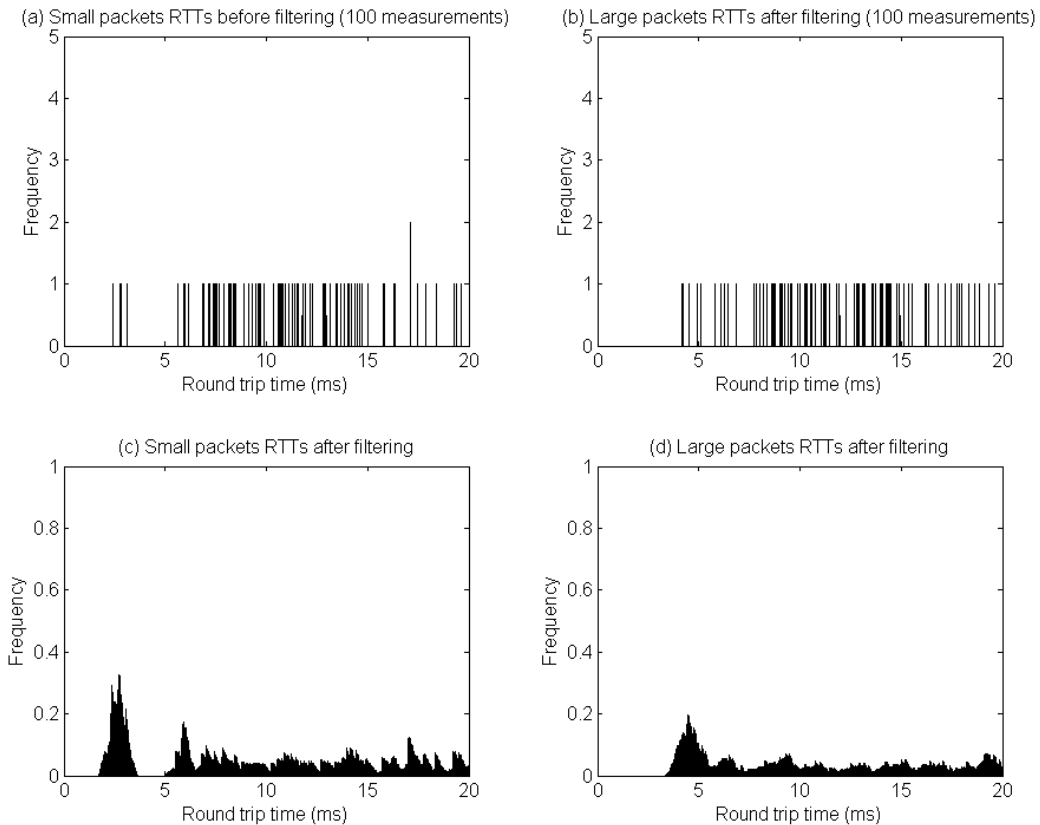 (a) Small packets RTTs before filtering (100 measurements)
5
4
3
2
1
0
Frequency
0 5 10 15 20
Round trip time (ms)
(b) Large packets RTTs after filtering (100 measurements)
5
4
3
2
1
0
Frequency
0 5 10 15 20
Round trip time (ms)
(c) Small packets RTTs after filtering
1
0.8
0.6
0.4
0.2
0
Frequency
0 5 10 15 20
Round trip time (ms)
(d) Large packets RTTs after filtering
1
0.8
0.6
0.4
0.2
0
Frequency
0 5 10 15 20
Round trip time (ms)